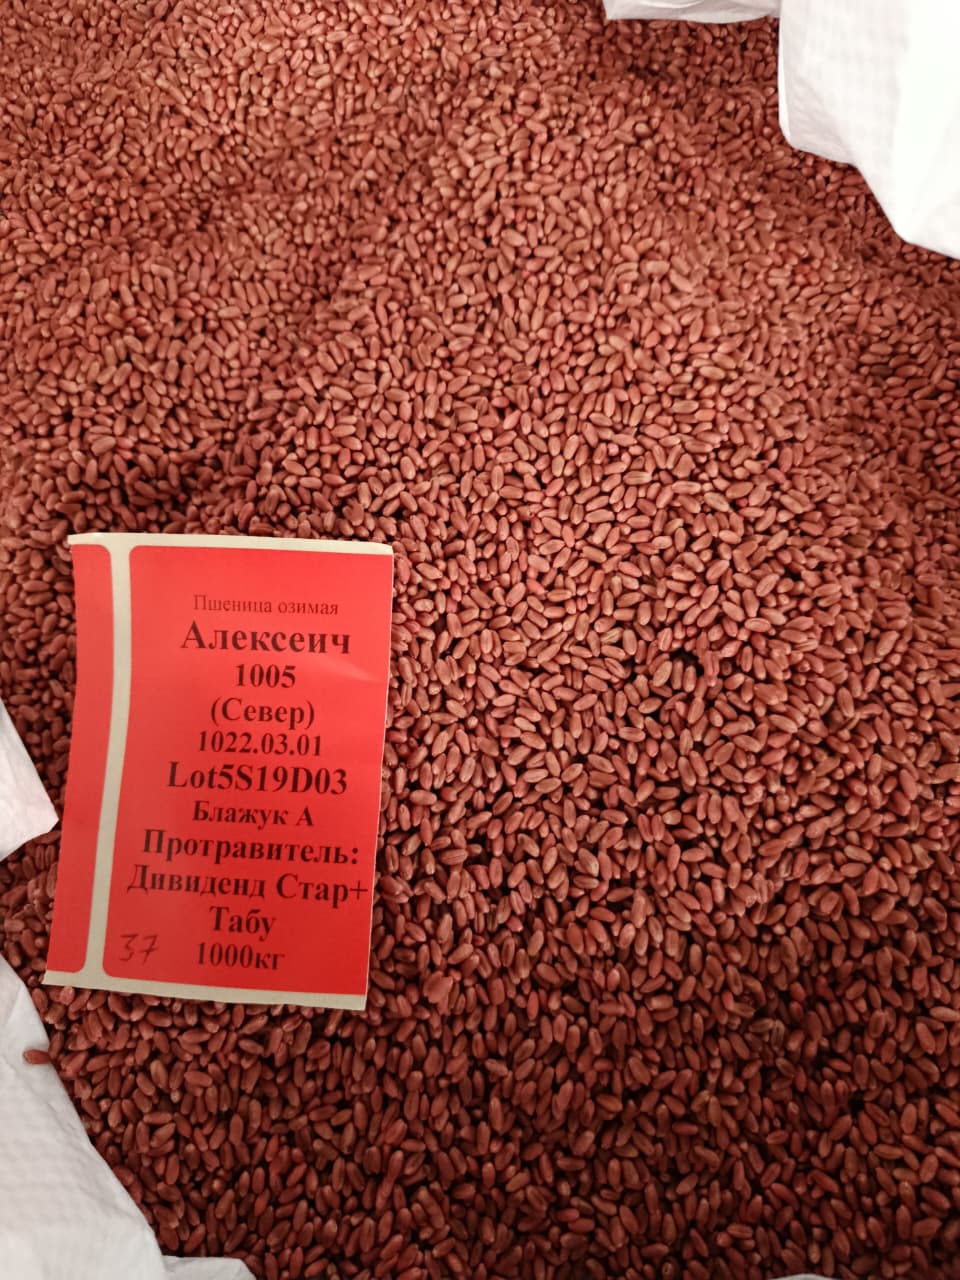 Пшеница озимая
Алексеич
1005
(Север)
1022.03.01
Lot5S19D03
Блажук А
Протравитель:
Дивиденд Стар+
Табу
37 1000кг